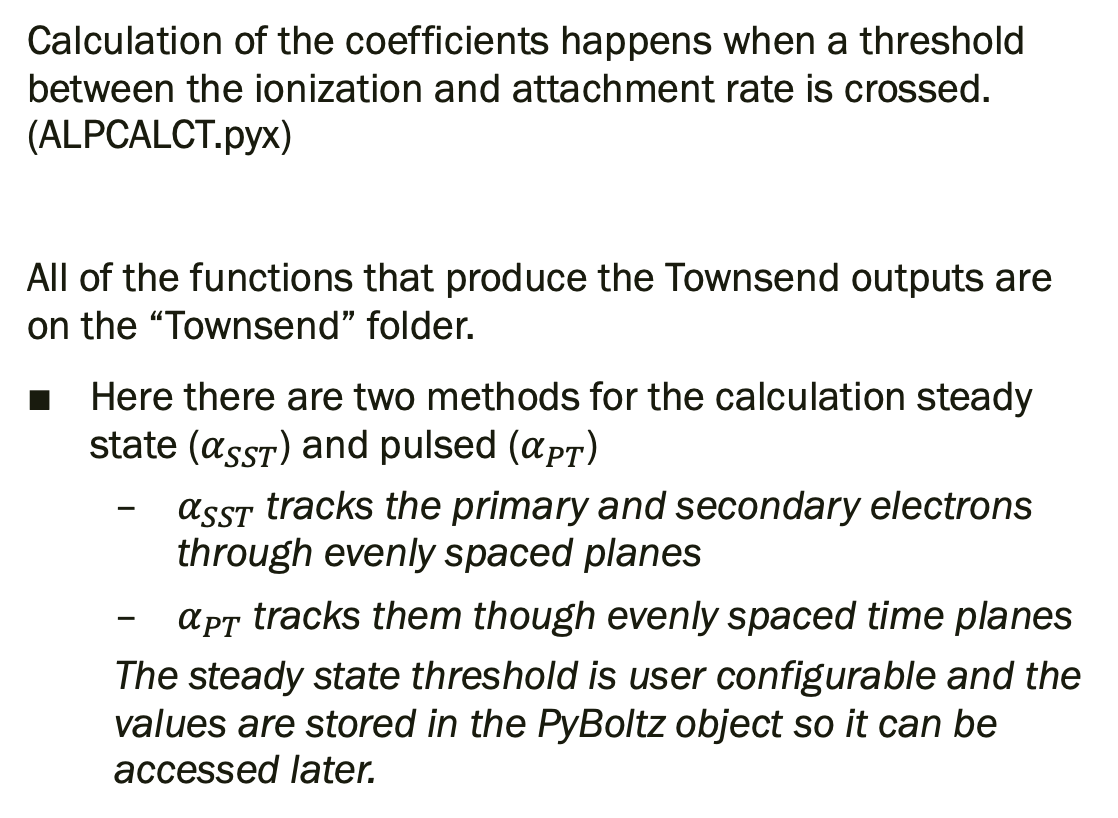 Calculation of the coefficients happens when a threshold
between the ionization and attachment rate is crossed.
(ALPCALCT.pyx)
All of the functions that produce the Townsend outputs are
on the “Townsend” folder.
■ Here there are two methods for the calculation steady
state (𝛼𝑆𝑆𝑇) and pulsed (𝛼𝑃𝑇)
– 𝛼𝑆𝑆𝑇 tracks the primary and secondary electrons
through evenly spaced planes
– 𝛼𝑃𝑇 tracks them though evenly spaced time planes
The steady state threshold is user configurable and the
values are stored in the PyBoltz object so it can be
accessed later.